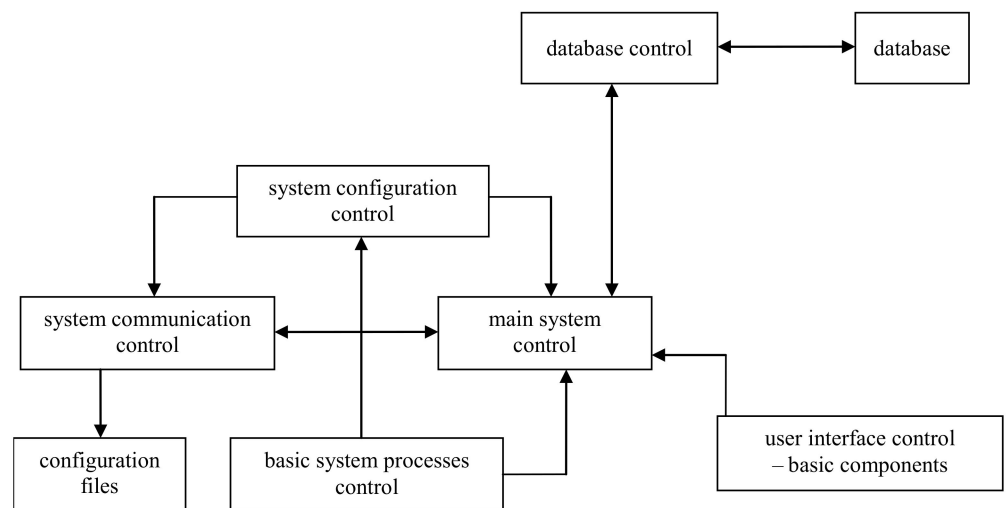 database control
database
system configuration
control
system communication
control
main system
control
configuration
files
basic system processes
control
user interface control
– basic components